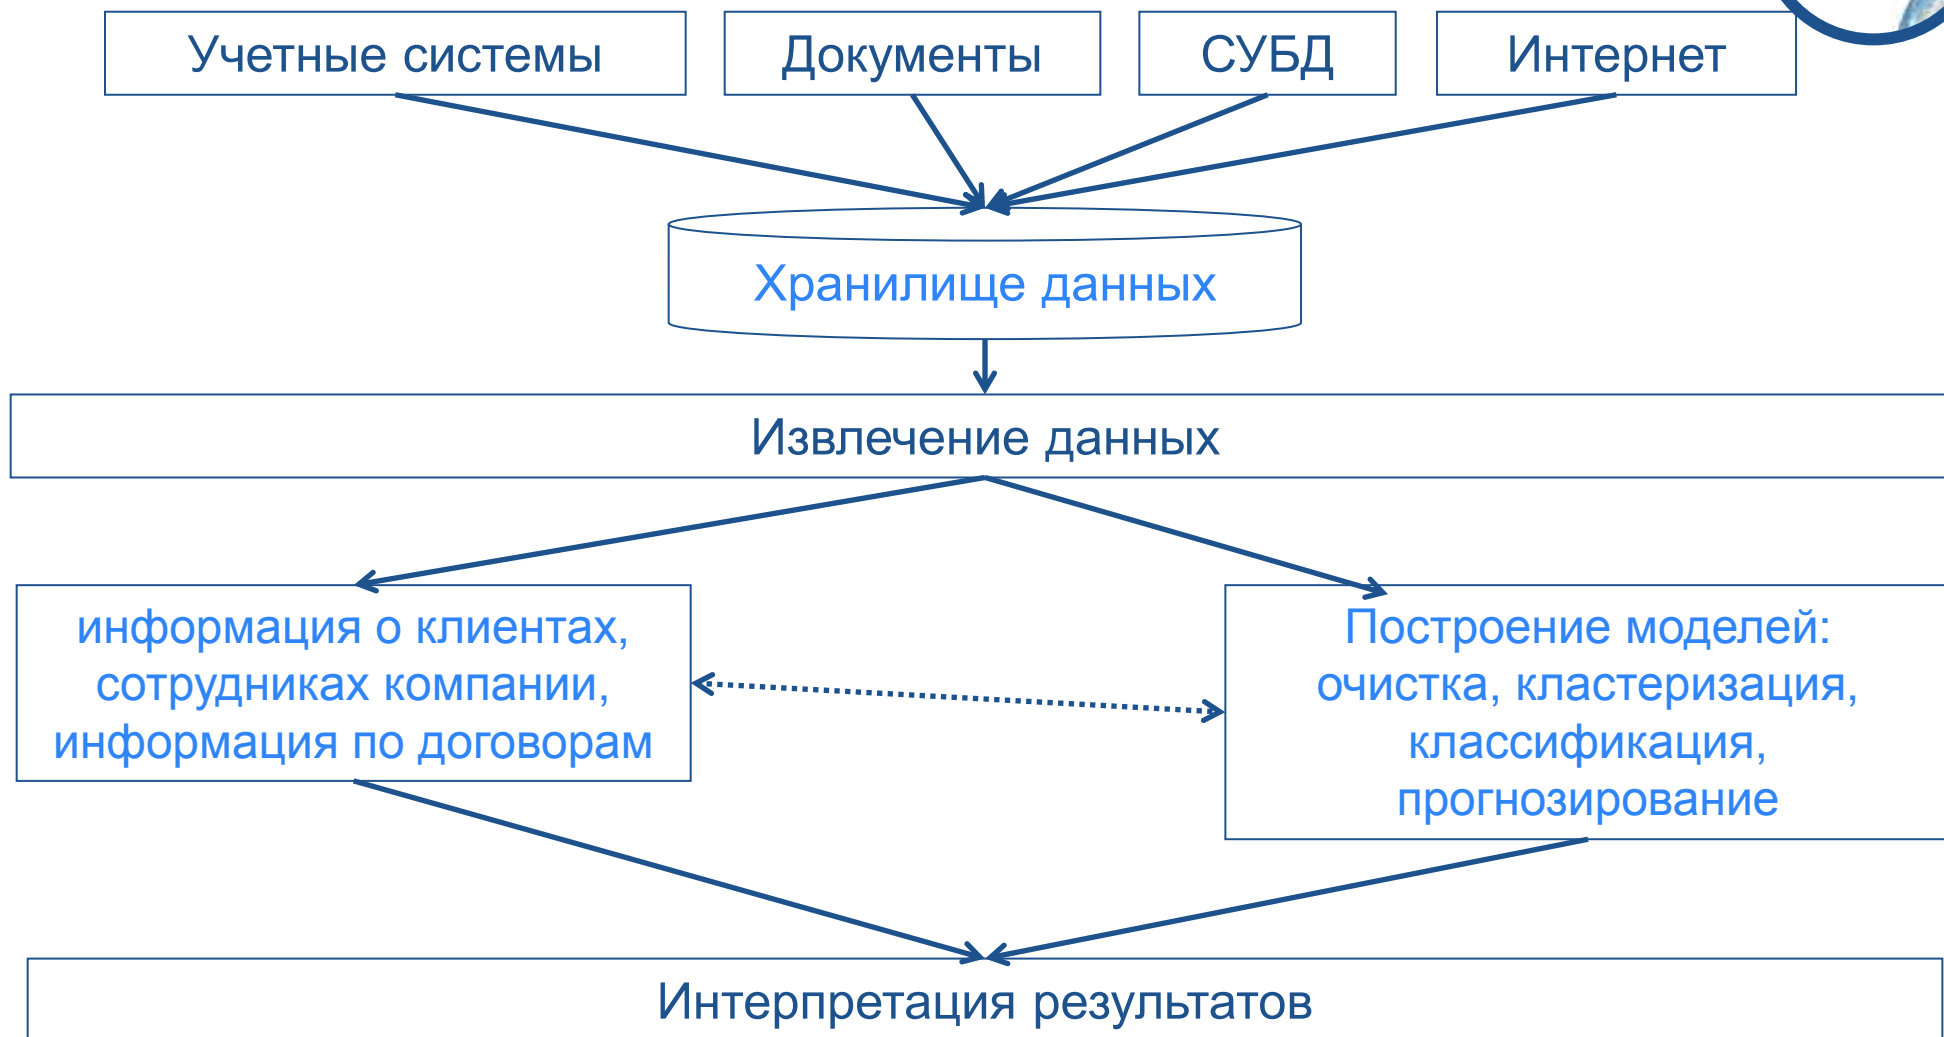 Учетные системы
Документы
СУБД
Интернет
Хранилище данных
Извлечение данных
информация о клиентах,
сотрудниках компании,
информация по договорам
Построение моделей:
очистка, кластеризация,
классификация,
прогнозирование
Интерпретация результатов